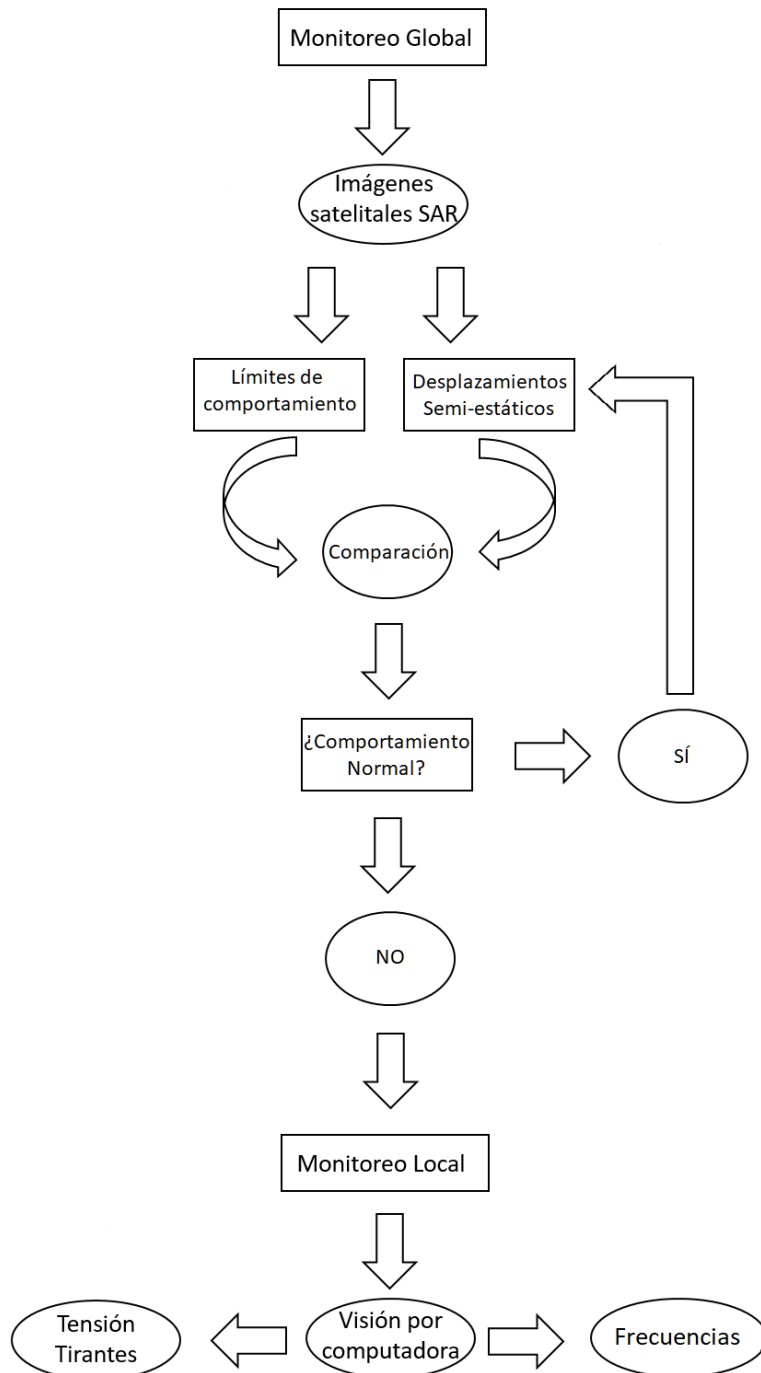 Monitoreo Global
Imágenes
satelitales SAR
Límites de
comportamiento
Desplazamientos
Semi-estáticos
Comparación
¿Comportamiento
Normal?
SÍ
NO
Monitoreo Local
Tensión
Tirantes
Visión por
computadora
Frecuencias